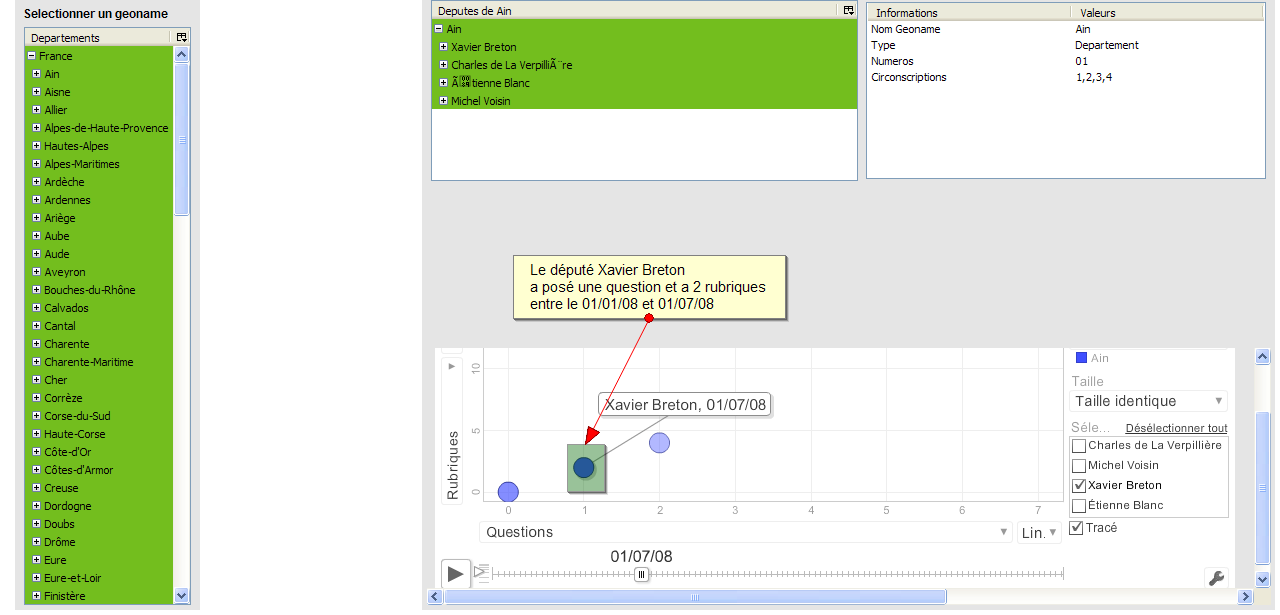 Selectionner un geoname
Departements
France
Ain
Aisne
Allier
Alpes-de-Haute-Provence
Hautes-Alpes
Alpes-Maritimes
Ardèche
Ardennes
Ariège
Aube
Aude
Aveyron
Bouches-du-Rhône
Calvados
Cantal
Charente
Charente-Maritime
Cher
Corrèze
Corse-du-Sud
Haute-Corse
Côte-d'Or
Côtes-d'Armor
Creuse
Dordogne
Doubs
Drôme
Eure
Eure-et-Loir
Finistère
Deputes de Ain
Ain
Xavier Breton
Charles de La VerpilliÃ¨re
Ã tienne Blanc
Michel Voisin
Informations Valeurs
Nom Geoname Ain
Type Departement
Numeros 01
Circonscriptions 1,2,3,4
Le député Xavier Breton
a posé une question et a 2 rubriques
entre le 01/01/08 et 01/07/08
Xavier Breton, 01/07/08
Rubriques
10
5
0
0 1 2 3 4 5 6 7
Questions
Lin.
01/07/08
Ain
Taille
Taille identique
Séle... Désélectionner tout
Charles de La Verpillière
Michel Voisin
Xavier Breton
Étienne Blanc
Tracé